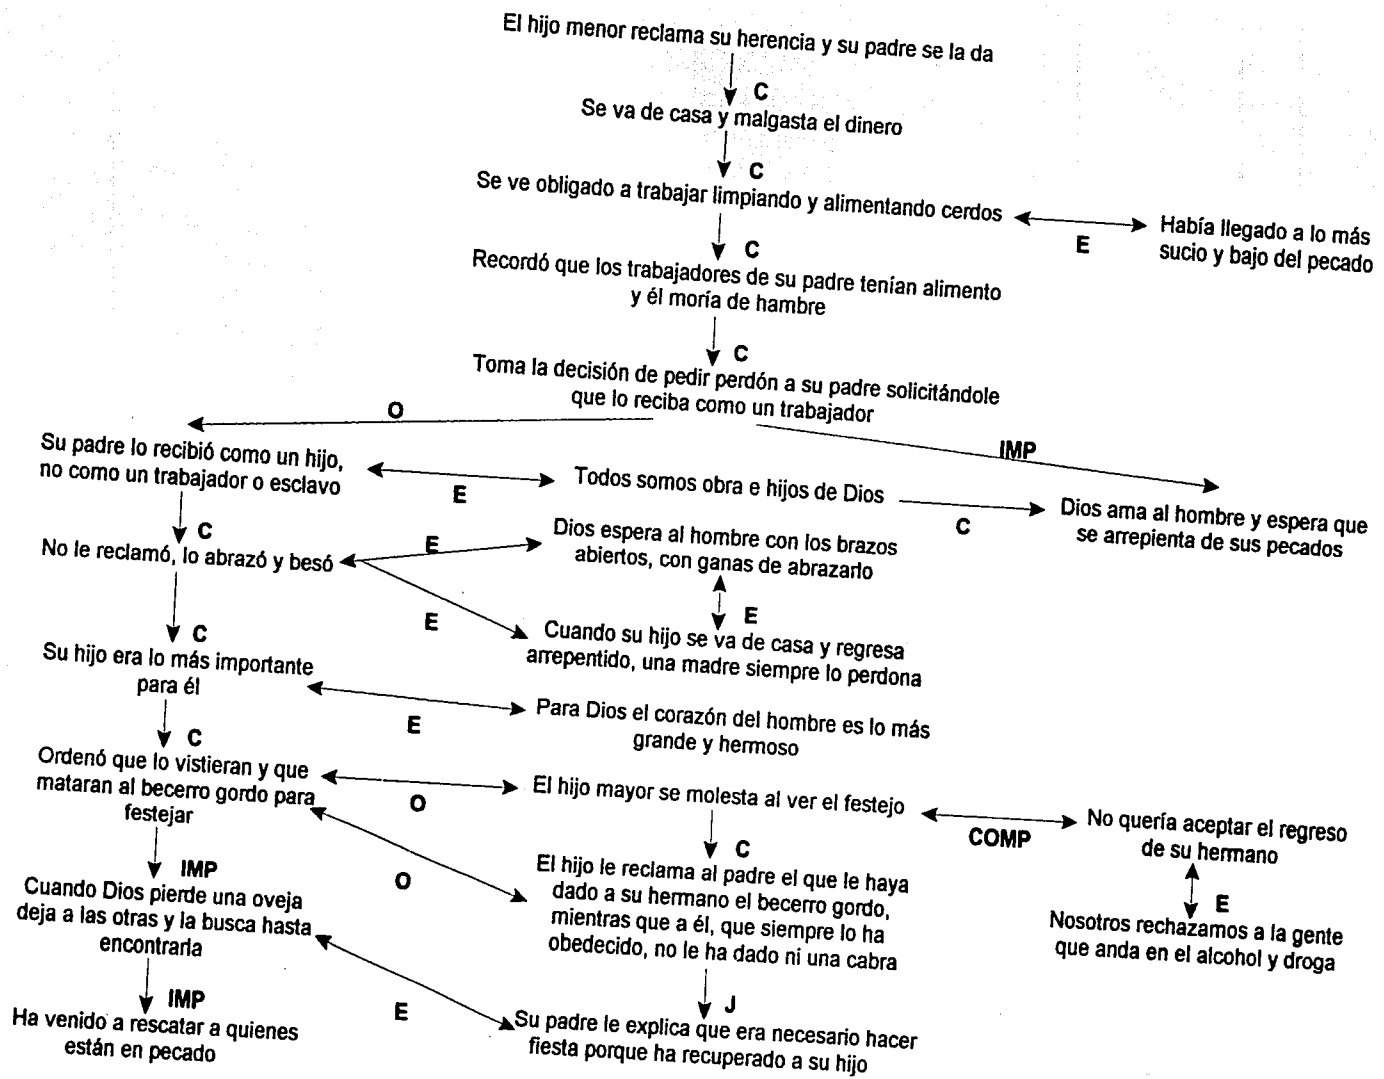 El hijo menor reclama su herencia y su padre se la da
C
Se va de casa y malgasta el dinero
C
Se ve obligado a trabajar limpiando y alimentando cerdos
E
Había llegado a lo más
sucio y bajo del pecado
C
Recordó que los trabajadores de su padre tenían alimento
y él moría de hambre
C
Toma la decisión de pedir perdón a su padre solicitándole
que lo reciba como un trabajador
O
IMP
Su padre lo recibió como un hijo,
no como un trabajador o esclavo
E
Todos somos obra e hijos de Dios
C
Dios ama al hombre y espera que
se arrepienta de sus pecados
C
No le reclamó, lo abrazó y besó
E
Dios espera al hombre con los brazos
abiertos, con ganas de abrazarlo
E
E
Cuando su hijo se va de casa y regresa
arrepentido, una madre siempre lo perdona
C
Su hijo era lo más importante
para él
E
Para Dios el corazón del hombre es lo más
grande y hermoso
C
Ordenó que lo vistieran y que
mataran al becerro gordo para
festejar
O
El hijo mayor se molesta al ver el festejo
COMP
No quería aceptar el regreso
de su hermano
E
Nosotros rechazamos a la gente
que anda en el alcohol y droga
C
O
El hijo le reclama al padre el que le haya
dado a su hermano el becerro gordo,
mientras que a él, que siempre lo ha
obedecido, no le ha dado ni una cabra
IMP
Cuando Dios pierde una oveja
deja a las otras y la busca hasta
encontrarla
E
J
Su padre le explica que era necesario hacer
fiesta porque ha recuperado a su hijo
IMP
Ha venido a rescatar a quienes
están en pecado